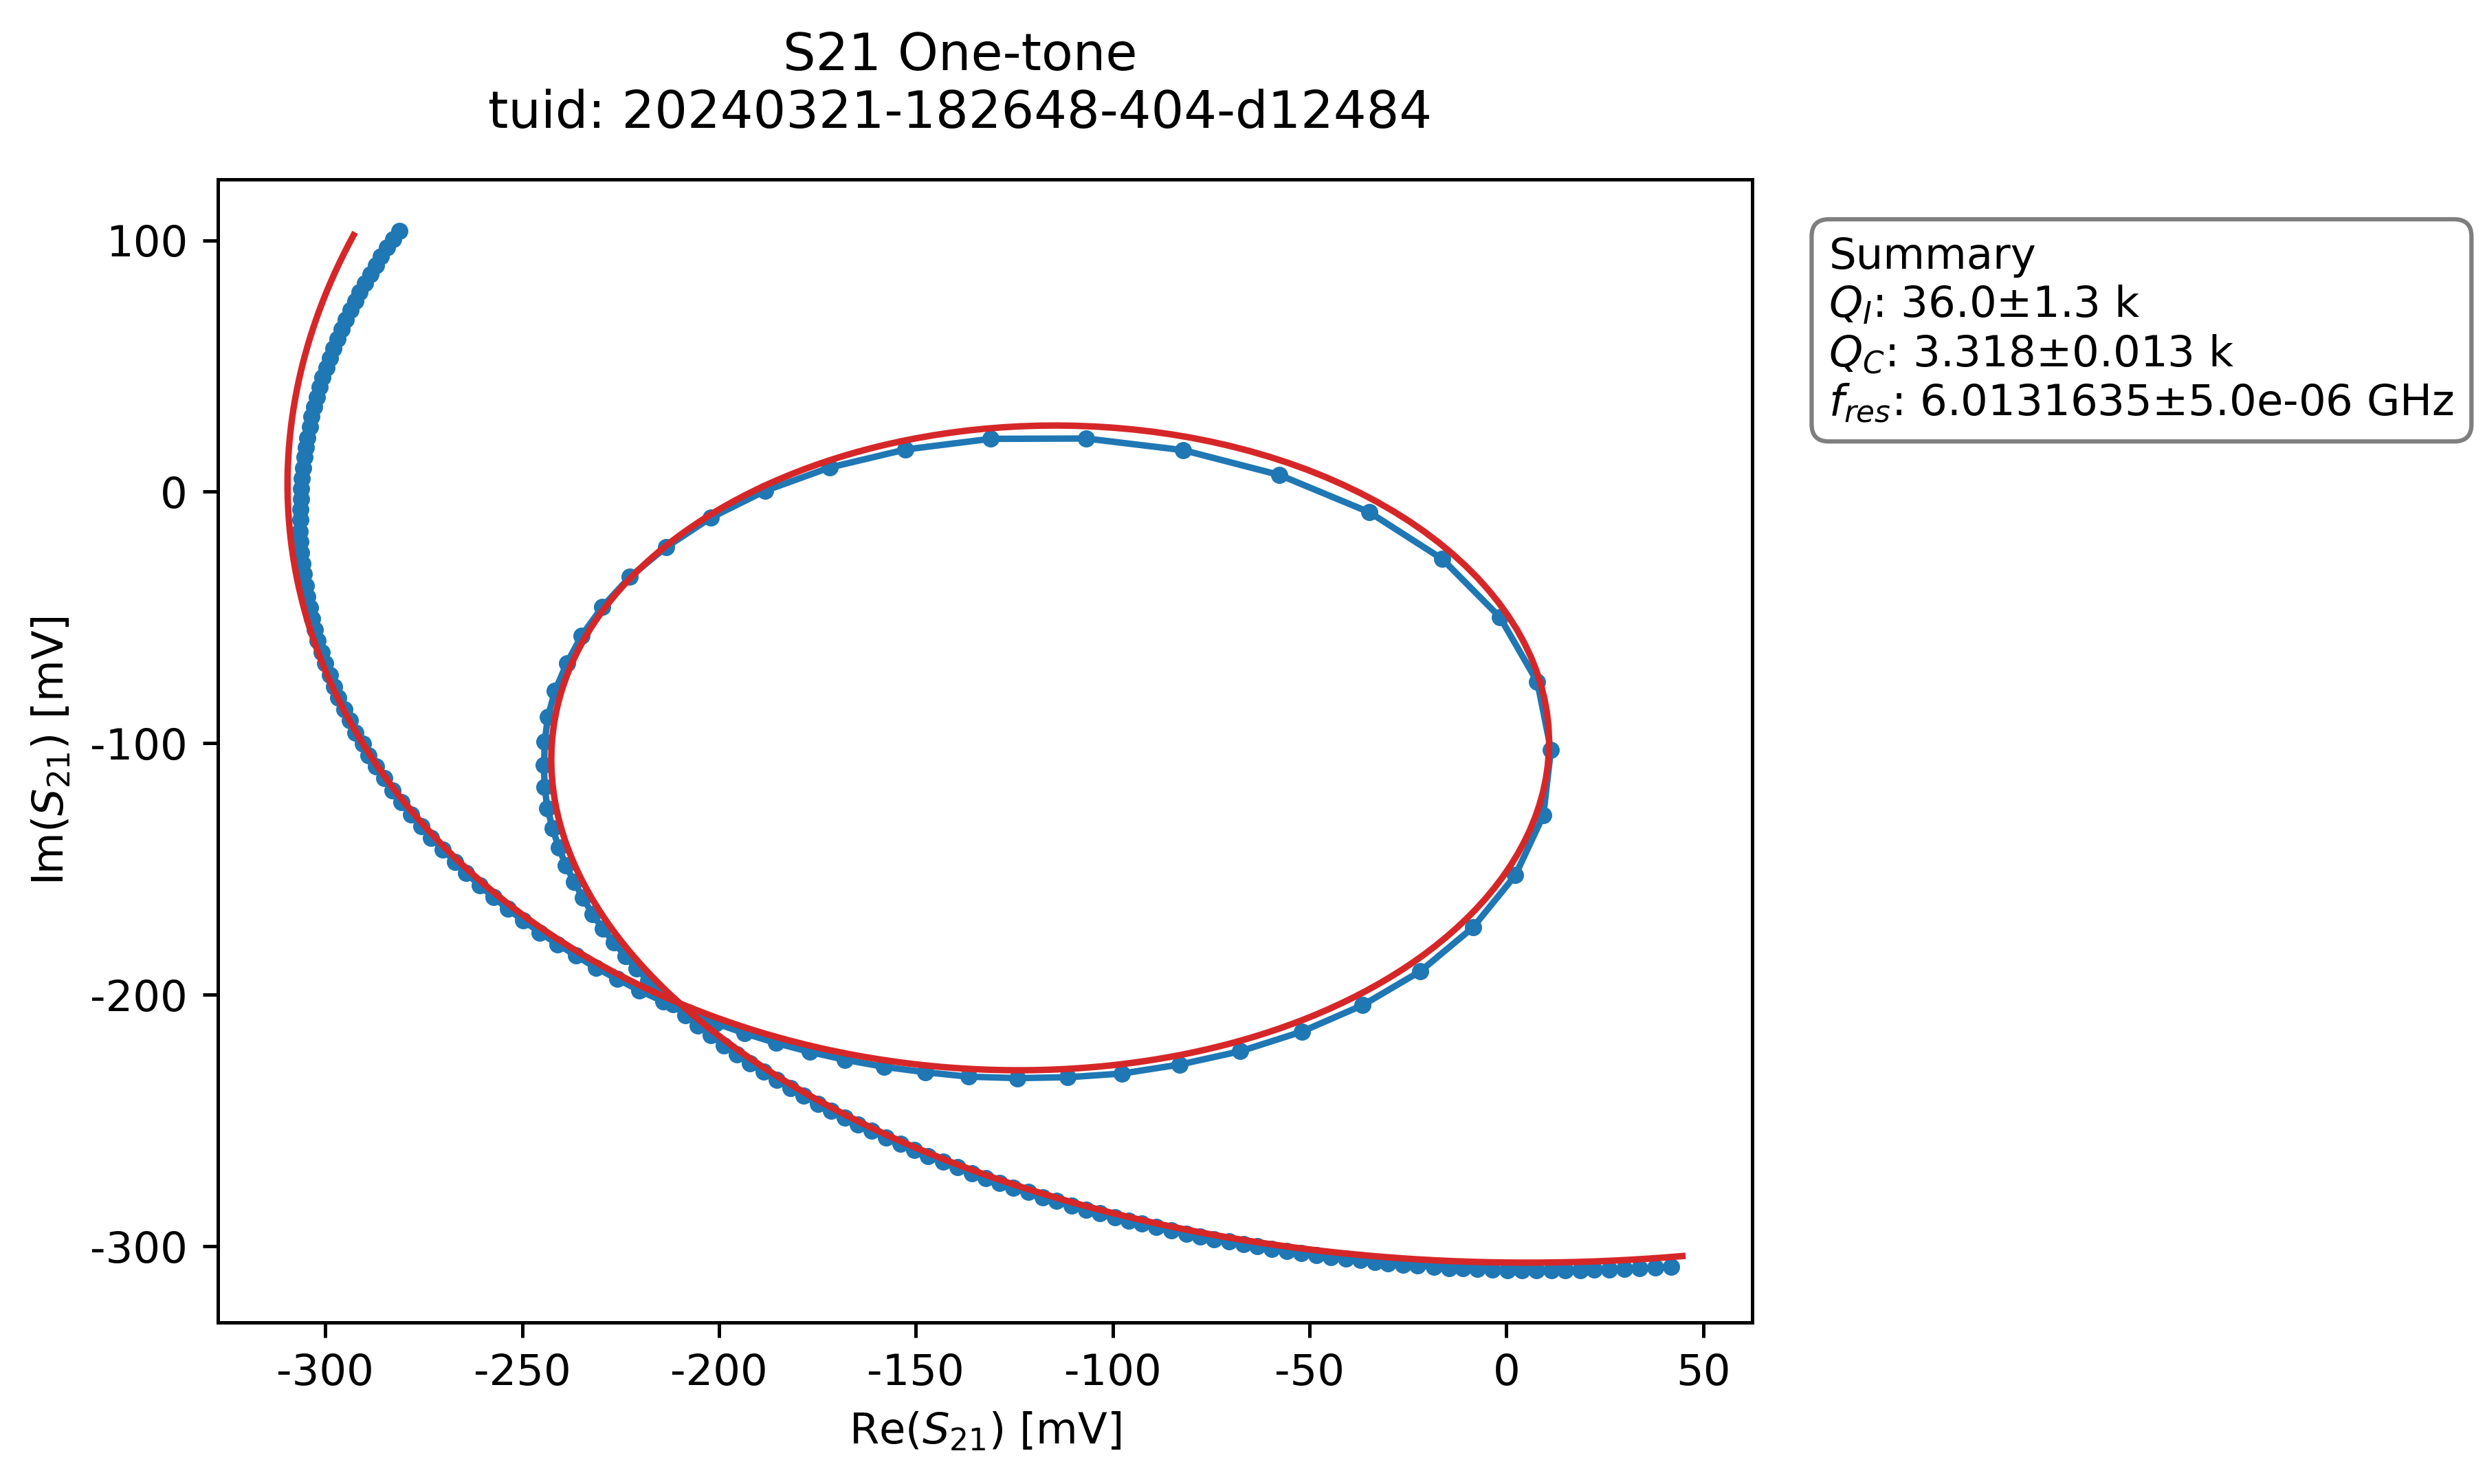 S21 One-tone
tuid: 20240321-182648-404-d12484
Summary
Q_I: 36.0±1.3 k
Q_C: 3.318±0.013 k
f_res: 6.0131635±5.0e-06 GHz
100
0
-100
-200
-300
Im(S_21) [mV]
-300 -250 -200 -150 -100 -50 0 50
Re(S_21) [mV]